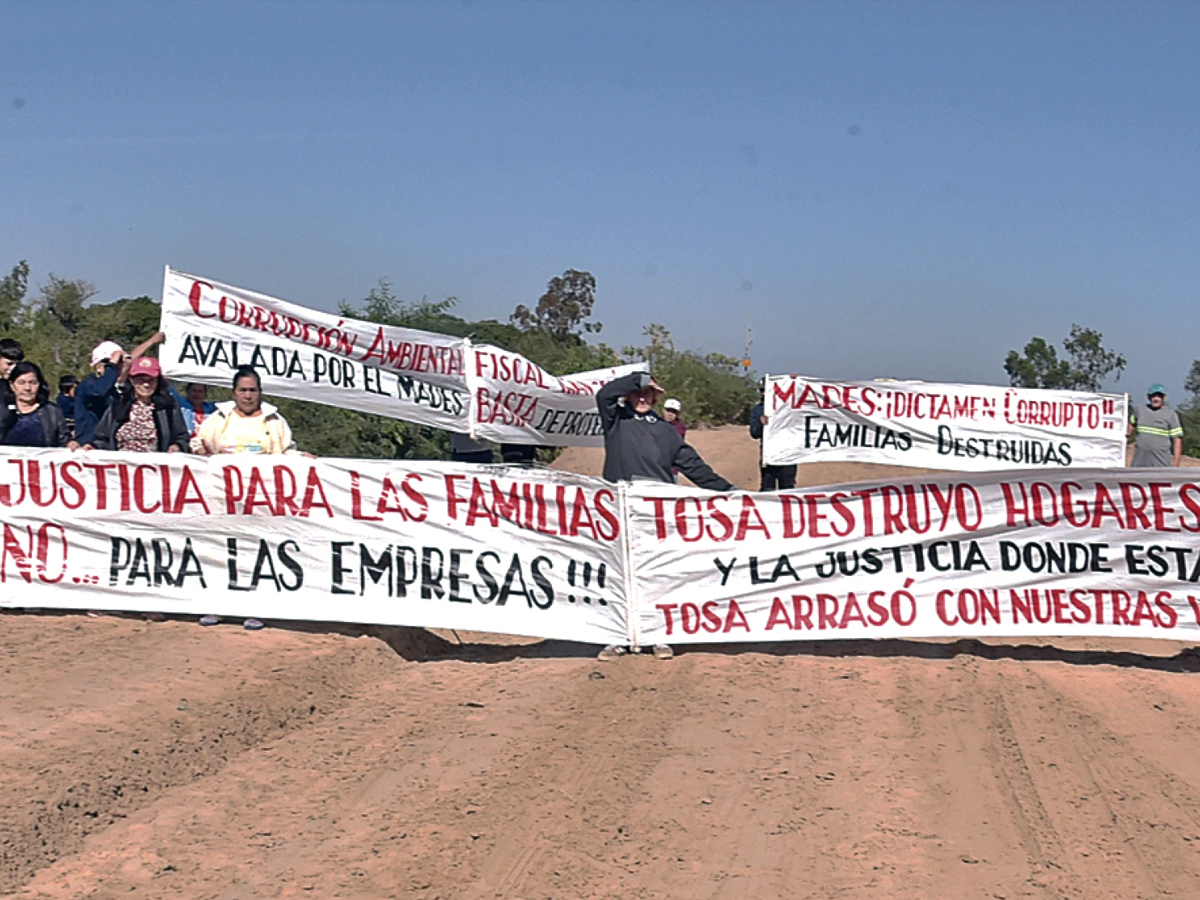 CORRUPCIÓN AMBIENTAL
AVALADA POR EL MADES
FISCAL
BASTA DE
MADES: ¡DICTAMEN CORRUPTO!!
FAMILIAS DESTRUIDAS
JUSTICIA PARA LAS FAMILIAS
NO... PARA LAS EMPRESAS!!!
TOSA DESTRUYO HOGARES
Y LA JUSTICIA DONDE ESTA
TOSA ARRASÓ CON NUESTRAS